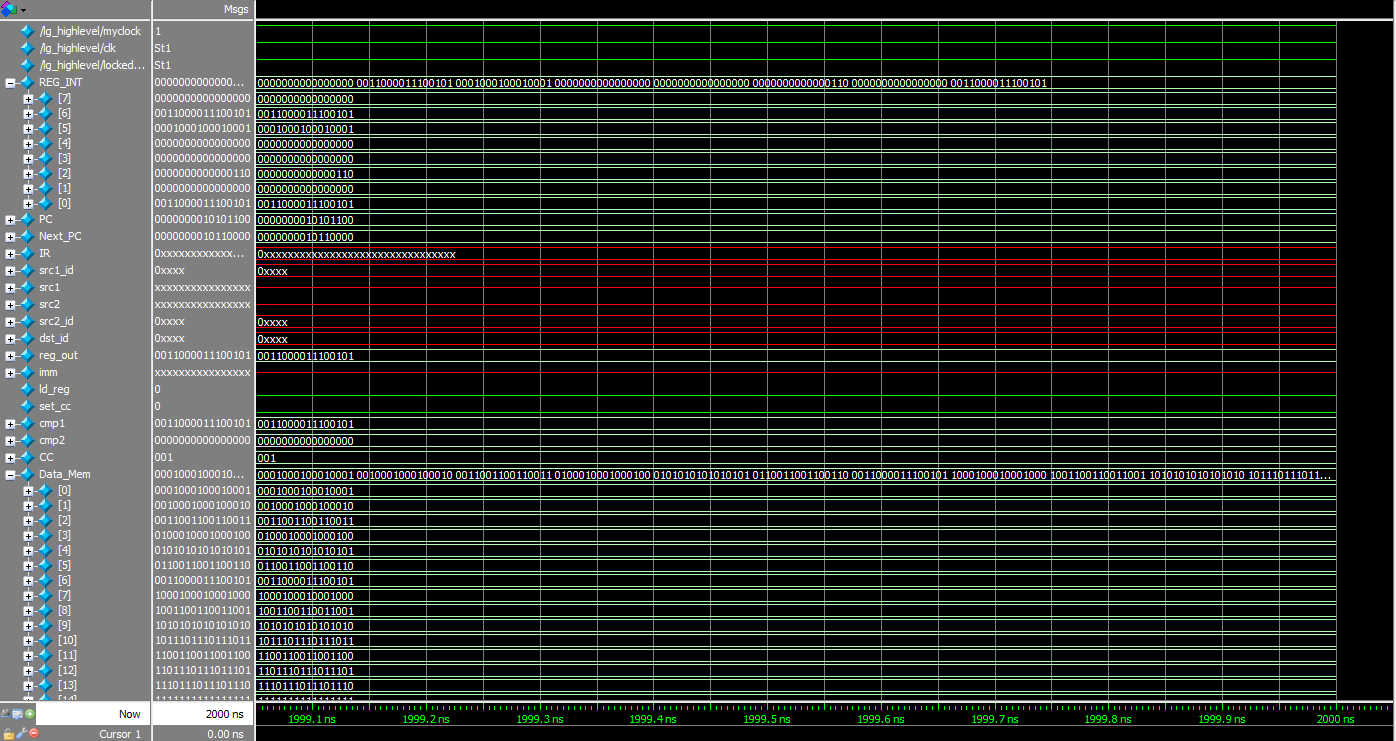 Msgs
/lg_highlevel/myclock 1
/lg_highlevel/clk St1
/lg_highlevel/locked... St1
REG_INT 0000000000000... 0000000000000000 0011000011100101 0001000100010001 0000000000000000 0000000000000000 0000000000000110 0000000000000000 0011000011100101
[7] 0000000000000000 0000000000000000
[6] 0011000011100101 0011000011100101
[5] 0001000100010001 0001000100010001
[4] 0000000000000000 0000000000000000
[3] 0000000000000000 0000000000000000
[2] 0000000000000110 0000000000000110
[1] 0000000000000000 0000000000000000
[0] 0011000011100101 0011000011100101
PC 0000000010101100 0000000010101100
Next_PC 0000000010110000 0000000010110000
IR 0xxxxxxxxxxxx... 0xxxxxxxxxxxxxxxxxxxxxxxxxxxxxxxx
src1_id 0xxxx 0xxxx
src1 xxxxxxxxxxxxxxxx
src2 xxxxxxxxxxxxxxxx
src2_id 0xxxx 0xxxx
dst_id 0xxxx 0xxxx
reg_out 0011000011100101 0011000011100101
imm xxxxxxxxxxxxxxxx
ld_reg 0
set_cc 0
cmp1 0011000011100101 0011000011100101
cmp2 0000000000000000 0000000000000000
CC 001 001
Data_Mem 0001000100010... 0001000100010001 0010001000100010 0011001100110011 0100010001000100 0101010101010101 0110011001100110 0011000011100101 1000100010001000 1001100110011001 1010101010101010 1011101110111011...
[0] 0001000100010001 0001000100010001
[1] 0010001000100010 0010001000100010
[2] 0011001100110011 0011001100110011
[3] 0100010001000100 0100010001000100
[4] 0101010101010101 0101010101010101
[5] 0110011001100110 0110011001100110
[6] 0011000011100101 0011000011100101
[7] 1000100010001000 1000100010001000
[8] 1001100110011001 1001100110011001
[9] 1010101010101010 1010101010101010
[10] 1011101110111011 1011101110111011
[11] 1100110011001100 1100110011001100
[12] 1101110111011101 1101110111011101
[13] 1110111011101110 1110111011101110
Now 2000 ns 1999.1 ns 1999.2 ns 1999.3 ns 1999.4 ns 1999.5 ns 1999.6 ns 1999.7 ns 1999.8 ns 1999.9 ns 2000 ns
Cursor 1 0.00 ns